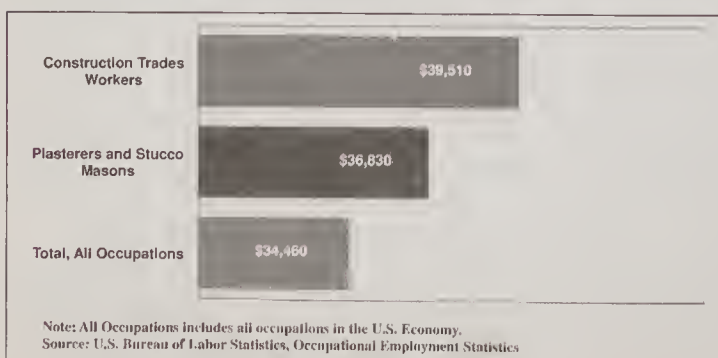 Construction Trades
Workers
$39,510
Plasterers and Stucco
Masons
$36,830
Total, All Occupations
$34,460
Note: All Occupations includes all occupations in the U.S. Economy.
Source: U.S. Bureau of Labor Statistics, Occupational Employment Statistics